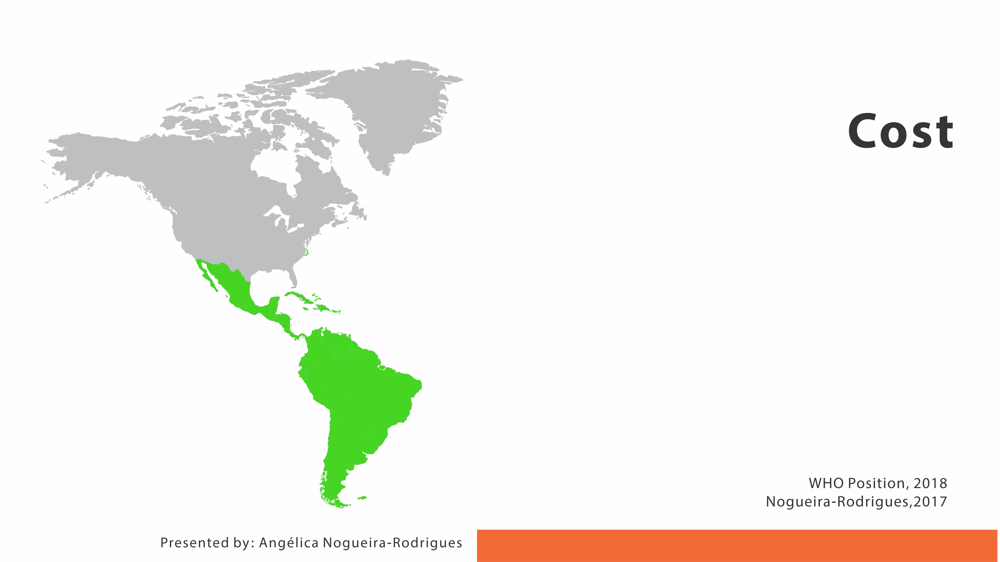 Cost
WHO Position, 2018
Nogueira-Rodrigues,2017
Presented by: Angélica Nogueira-Rodrigues